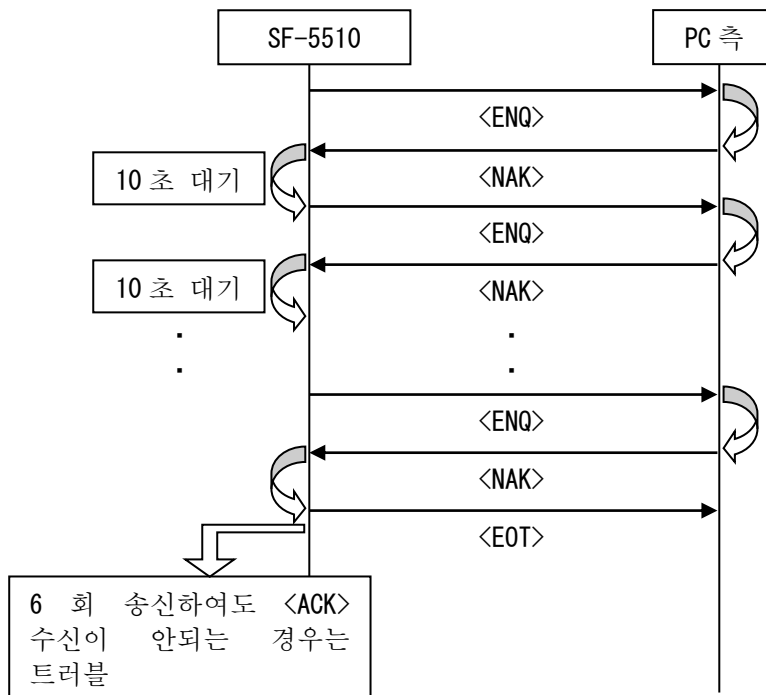 SF-5510
PC 측
<ENQ>
10 초 대기
<NAK>
<ENQ>
10 초 대기
<NAK>
. .
. .
<ENQ>
<NAK>
<EOT>
6 회 송신하여도 <ACK>
수신이 안되는 경우는
트러블